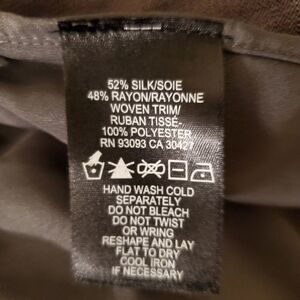 52% SILK/SOIE
48% RAYON/RAYONNE
WOVEN TRIM/
RUBAN TISSÉ-
100% POLYESTER
RN 93093 CA 30427
HAND WASH COLD
SEPARATELY
DO NOT BLEACH
DO NOT TWIST
OR WRING
RESHAPE AND LAY
FLAT TO DRY
COOL IRON
IF NECESSARY